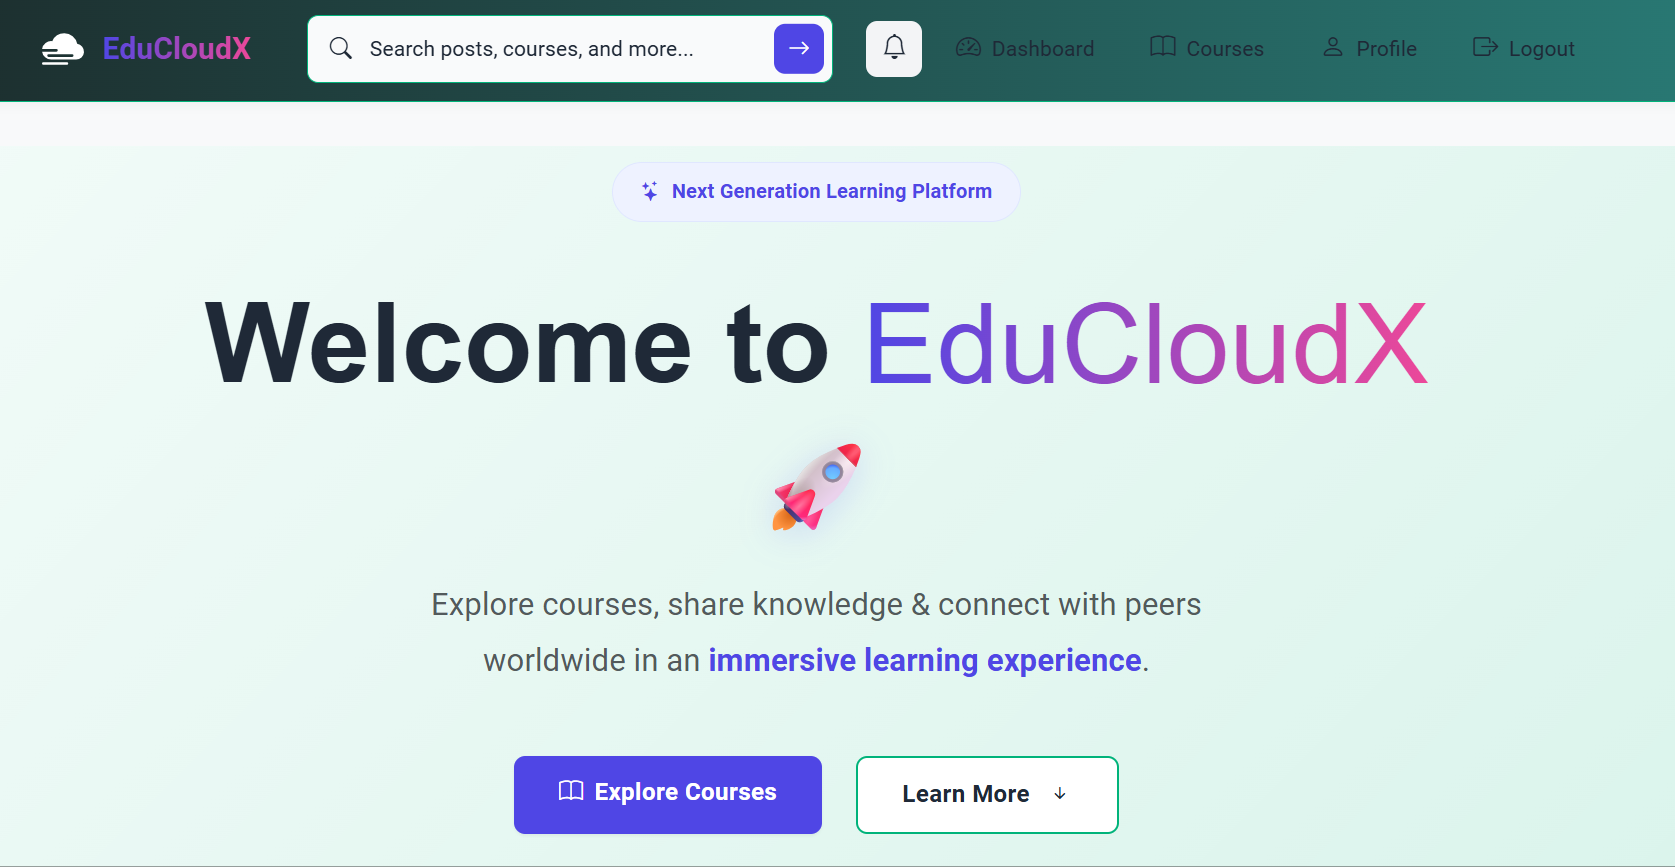 EduCloudX
Search posts, courses, and more...
Dashboard
Courses
Profile
Logout
Next Generation Learning Platform
Welcome to EduCloudX
Explore courses, share knowledge & connect with peers
worldwide in an immersive learning experience.
Explore Courses
Learn More